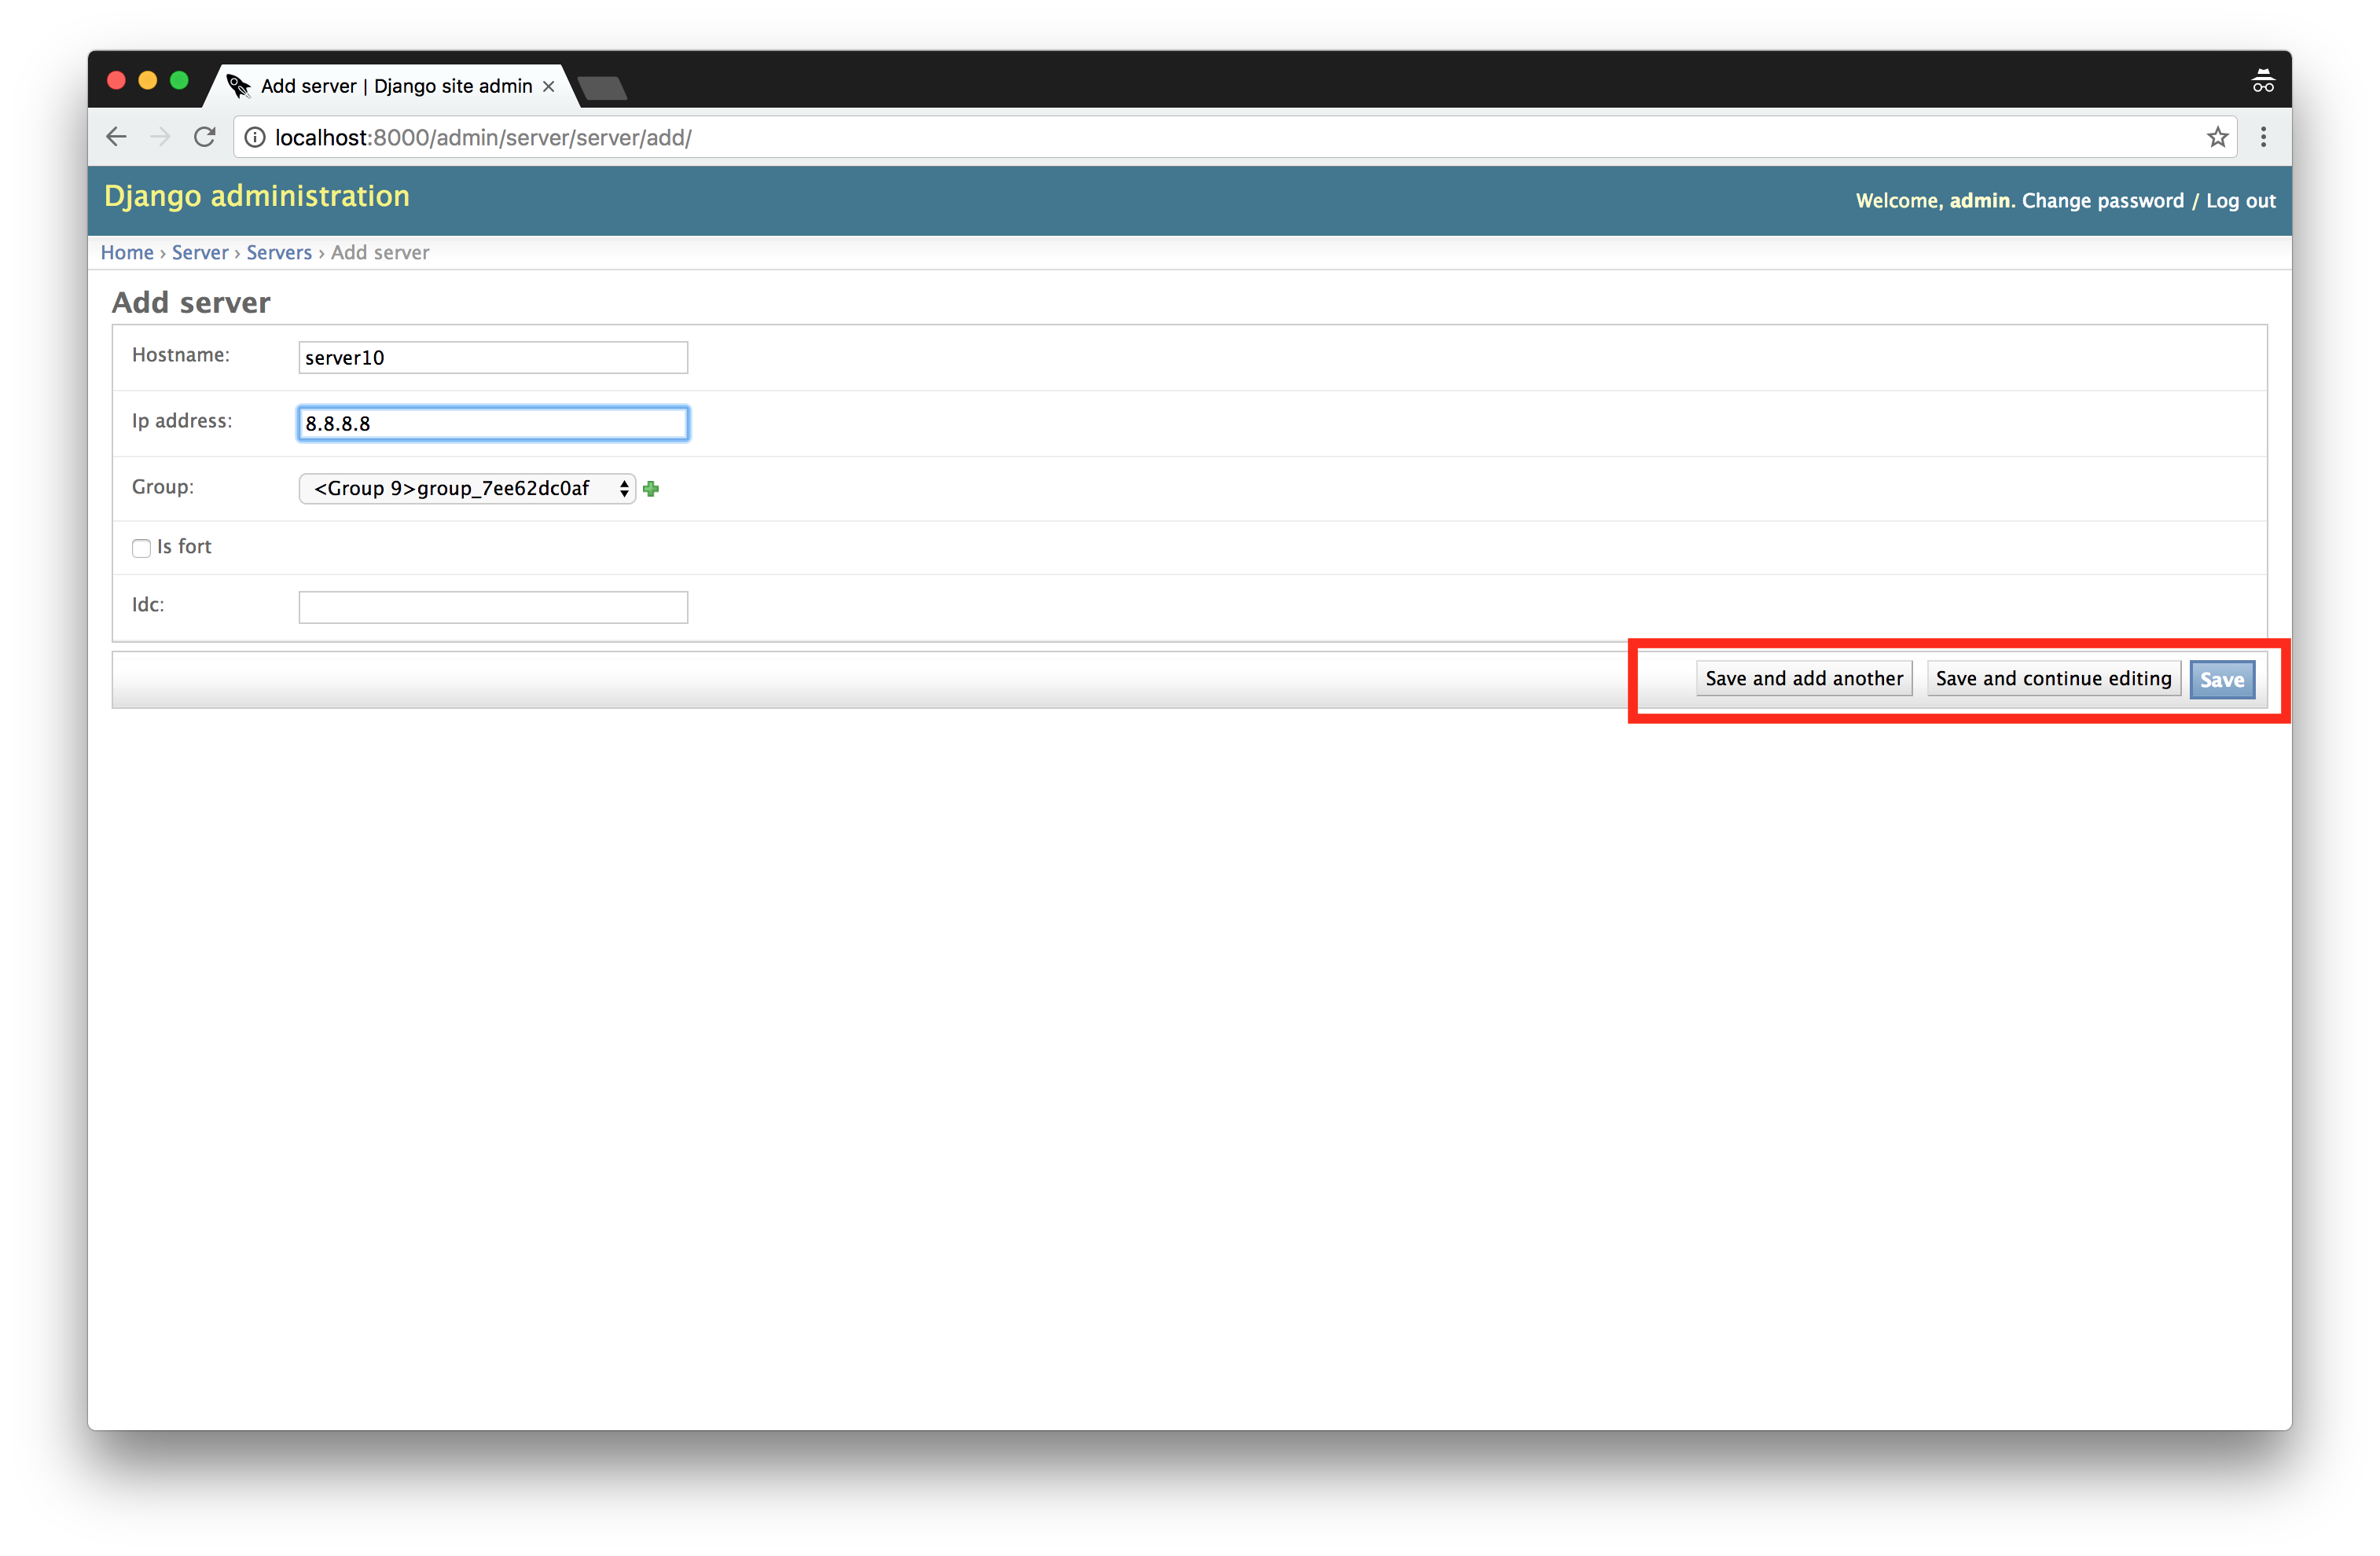 Add server | Django site admin
localhost:8000/admin/server/server/add/
Django administration
Welcome, admin. Change password / Log out
Home › Server › Servers › Add server
Add server
Hostname: server10
Ip address: 8.8.8.8
Group: <Group 9>group_7ee62dc0af
Is fort
Idc:
Save and add another Save and continue editing Save